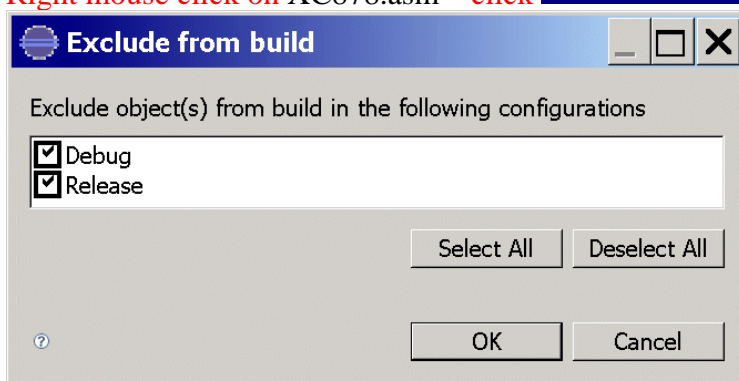 Exclude from build
Exclude object(s) from build in the following configurations
Debug
Release
Select All Deselect All
? OK Cancel